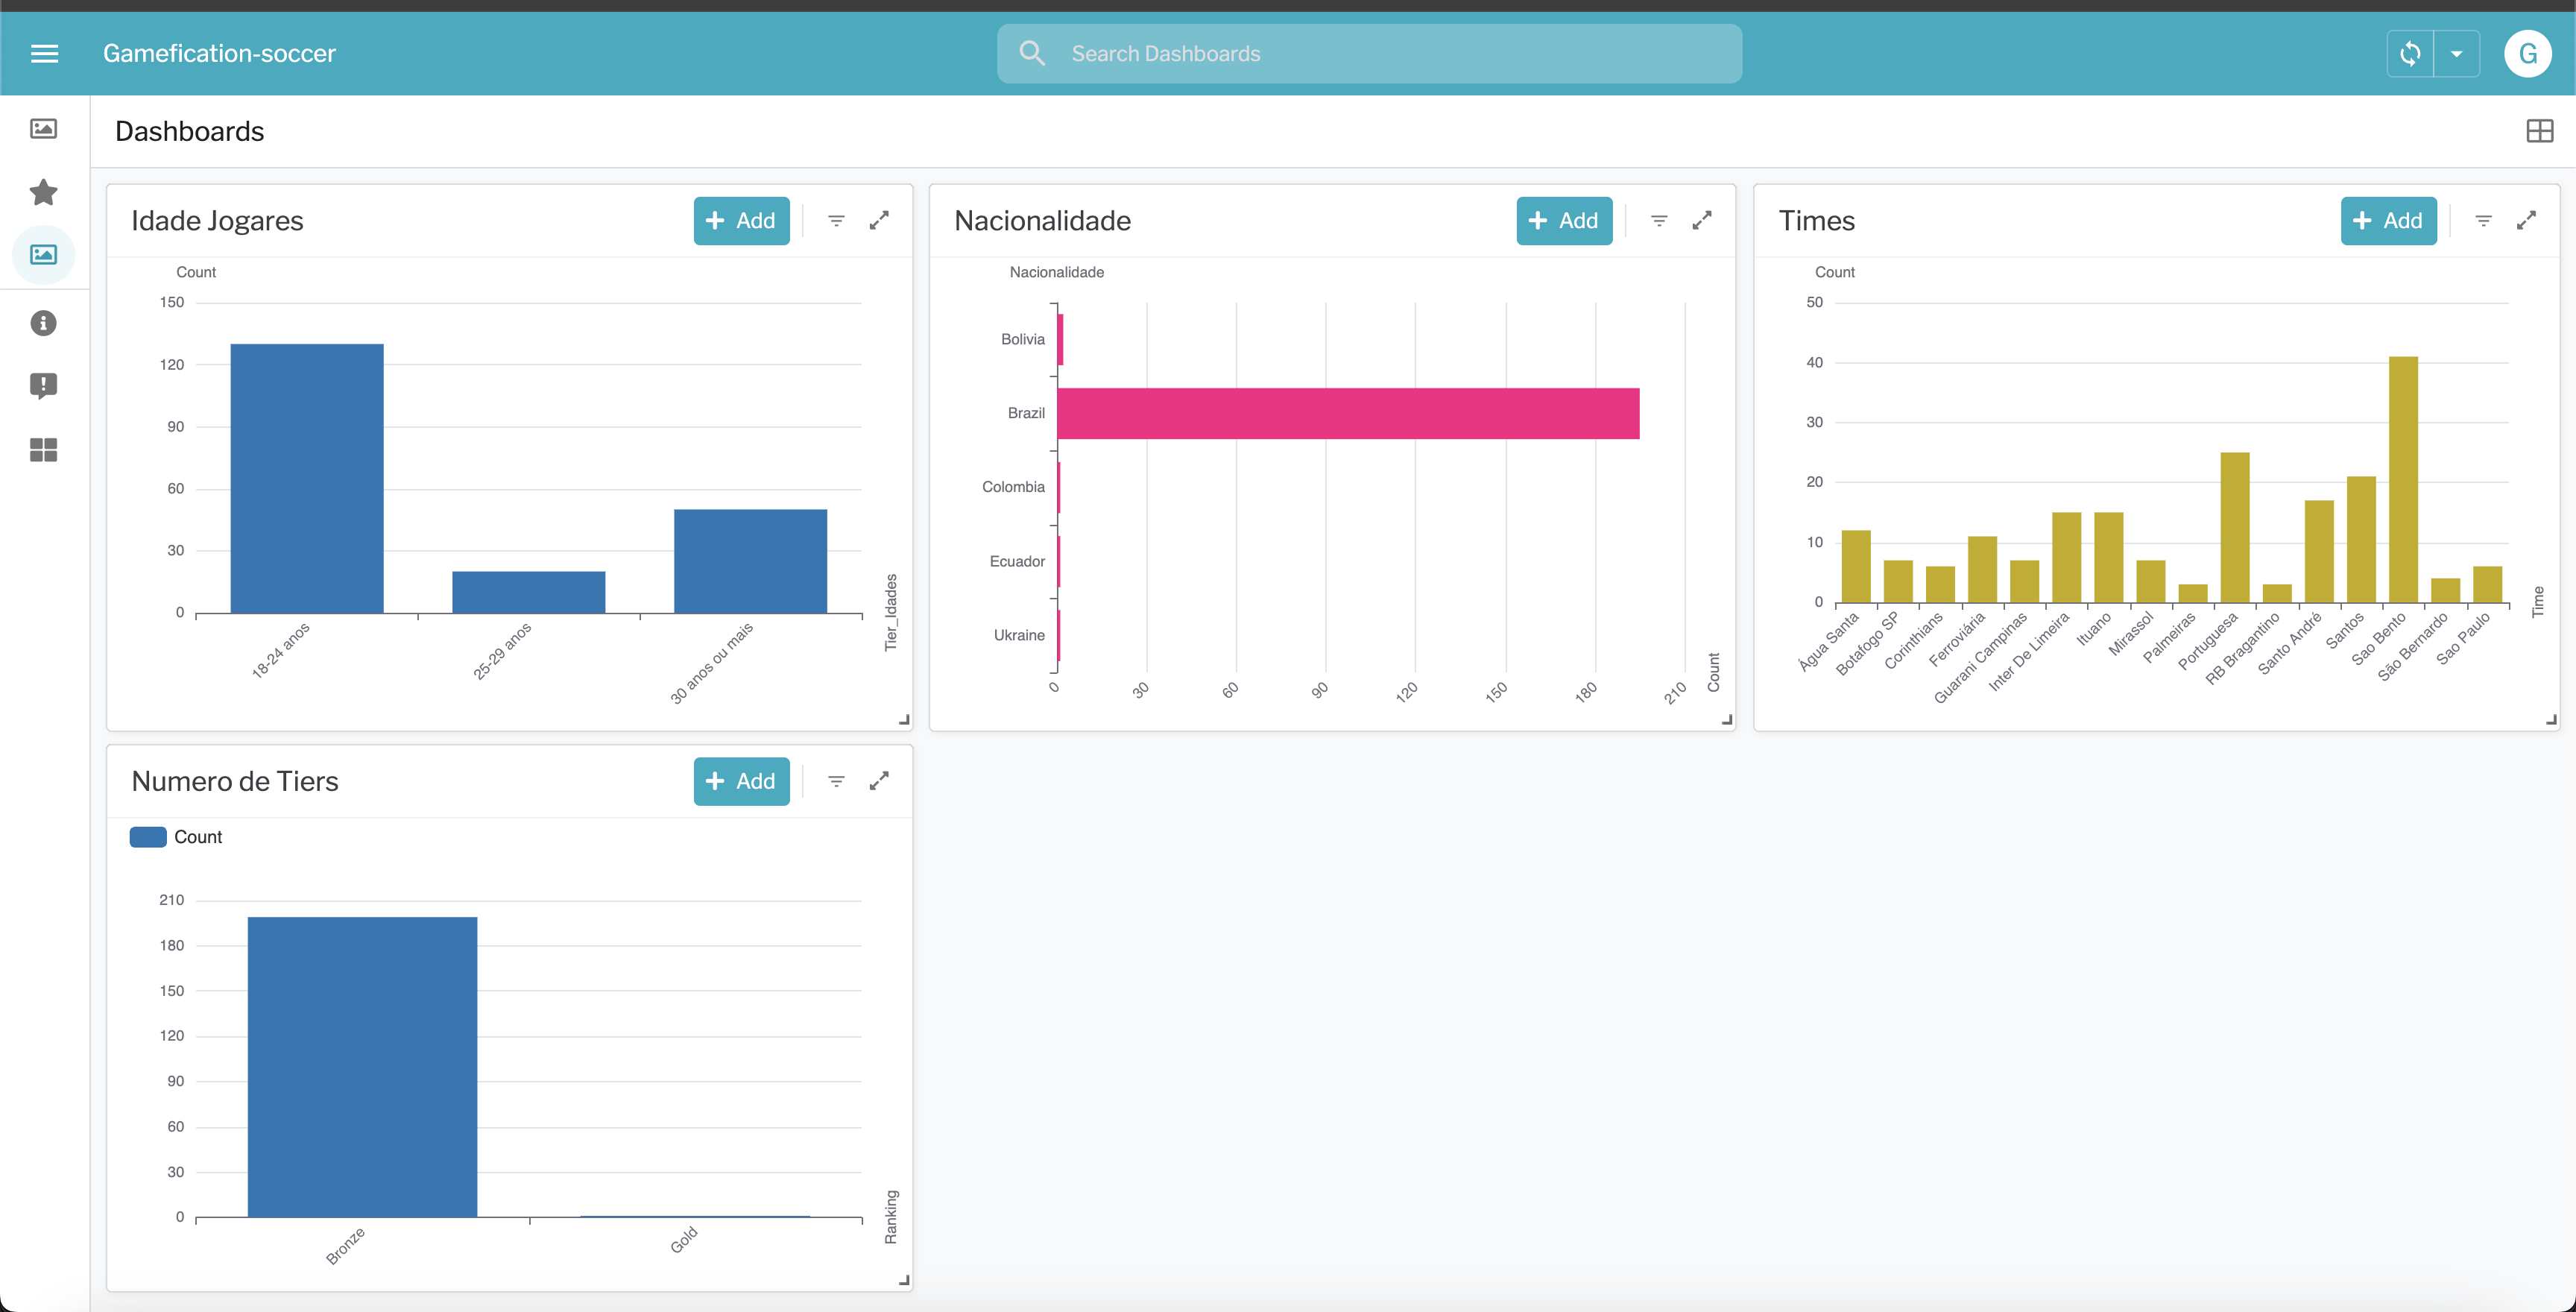 Gamefication-soccer
Search Dashboards
G
Dashboards
Idade Jogares
Add
Count
150
120
90
60
30
0
18-24 anos
25-29 anos
30 anos ou mais
Tier_Idades
Nacionalidade
Add
Nacionalidade
Bolivia
Brazil
Colombia
Ecuador
Ukraine
0
30
60
90
120
150
180
210
Count
Times
Add
Count
50
40
30
20
10
0
Água Santa
Botafogo SP
Corinthians
Ferroviária
Guarani Campinas
Inter De Limeira
Ituano
Mirassol
Palmeiras
Portuguesa
RB Bragantino
Santo André
Santos
Sao Bento
São Bernardo
Sao Paulo
Time
Numero de Tiers
Add
Count
210
180
150
120
90
60
30
0
Bronze
Gold
Ranking